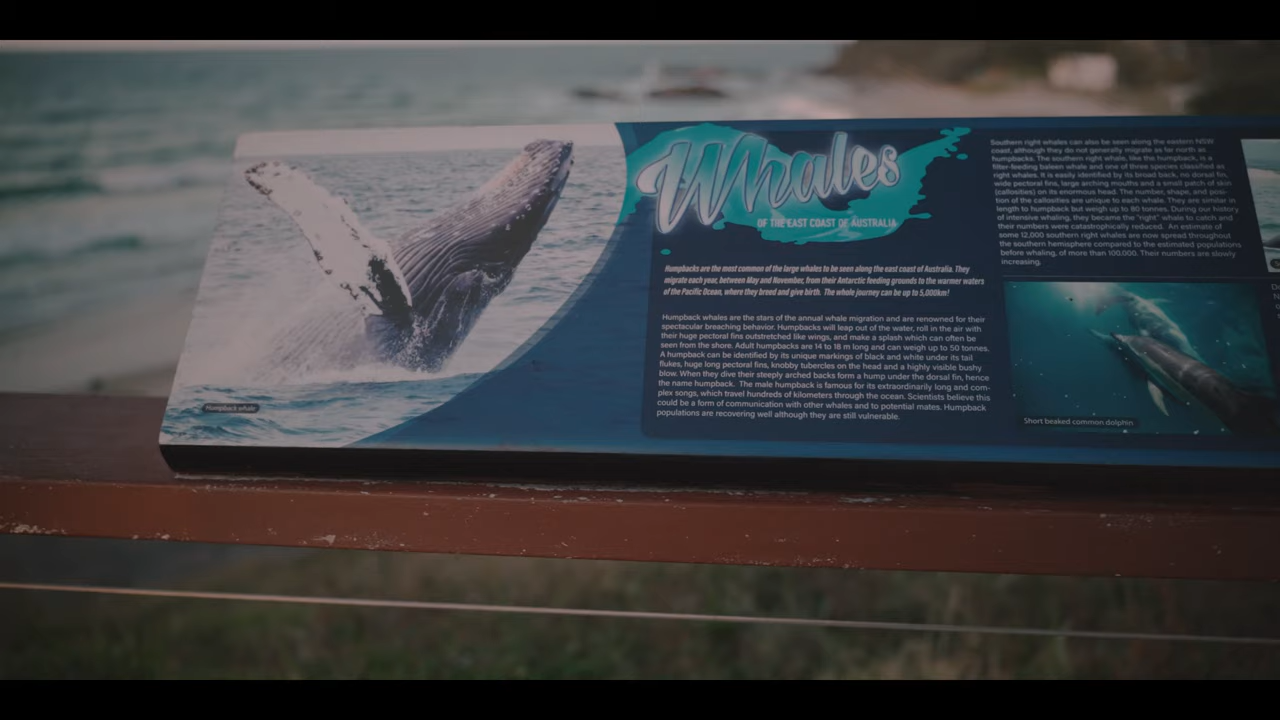 Humpback whale
Whales
OF THE EAST COAST OF AUSTRALIA
Humpbacks are the most common of the large whales to be seen along the east coast of Australia. They
migrate each year, between May and November, from their Antarctic feeding grounds to the warmer waters
of the Pacific Ocean, where they breed and give birth. The whole journey can be up to 5,000km!
Humpback whales are the stars of the annual whale migration and are renowned for their
spectacular breaching behavior. Humpbacks will leap out of the water, roll in the air with
their huge pectoral fins outstretched like wings, and make a splash which can often be
seen from the shore. Adult humpbacks are 14 to 18 m long and can weigh up to 50 tonnes.
A humpback can be identified by its unique markings of black and white under its tail
flukes, huge long pectoral fins, knobby tubercles on the head and a highly visible bushy
blow. When they dive their steeply arched backs form a hump under the dorsal fin, hence
the name humpback. The male humpback is famous for its extraordinarily long and com-
plex songs, which travel hundreds of kilometers through the ocean. Scientists believe this
could be a form of communication with other whales and to potential mates. Humpback
populations are recovering well although they are still vulnerable.
Southern right whales can also be seen along the eastern NSW
coast, although they do not generally migrate as far north as
humpbacks. The southern right whale, like the humpback, is a
filter-feeding baleen whale and one of three species classified as
right whales. It is easily identified by its broad back, no dorsal fin,
wide pectoral fins, large arching mouths and a small patch of skin
(callosities) on its enormous head. The number, shape, and posi-
tion of the callosities are unique to each whale. They are similar in
length to humpback but weigh up to 80 tonnes. During our history
of intensive whaling, they became the "right" whale to catch and
their numbers were catastrophically reduced. An estimate of
some 12,000 southern right whales are now spread throughout
the southern hemisphere compared to the estimated populations
before whaling, of more than 100,000. Their numbers are slowly
increasing.
Short beaked common dolphin